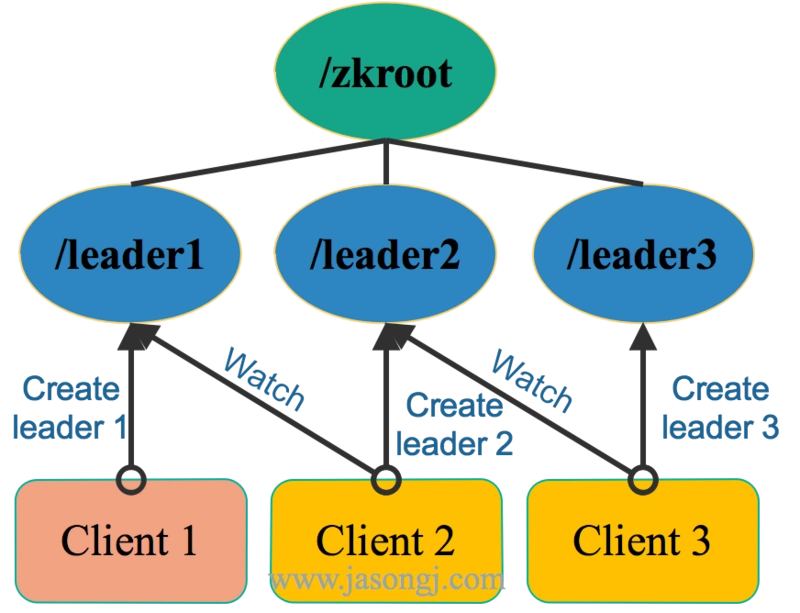 /zkroot
/leader1
/leader2
/leader3
Create
leader 1
Watch
Create
leader 2
Watch
Create
leader 3
Client 1
Client 2
Client 3
www.jasongj.com